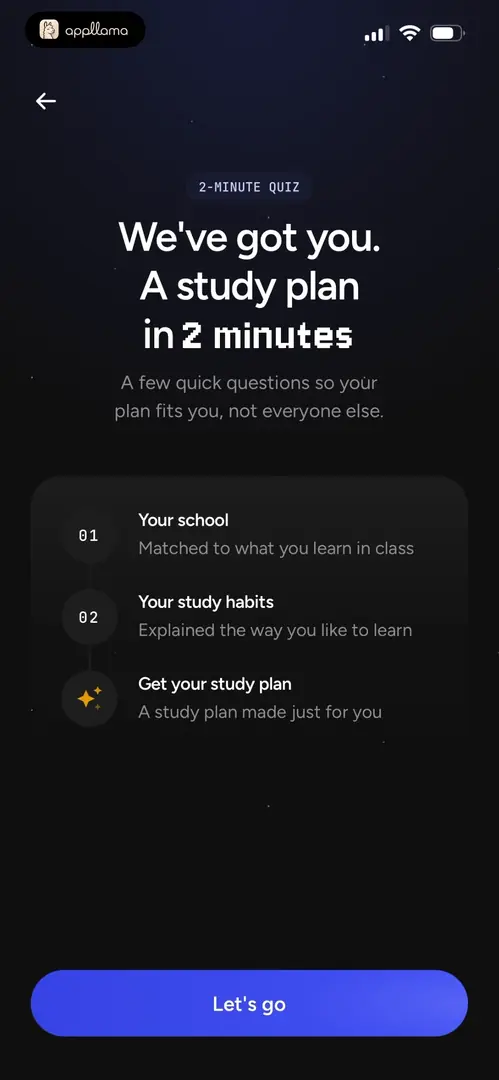 appllama
2-MINUTE QUIZ
We've got you.
A study plan
in 2 minutes
A few quick questions so your
plan fits you, not everyone else.
01
Your school
Matched to what you learn in class
02
Your study habits
Explained the way you like to learn
Get your study plan
A study plan made just for you
Let's go